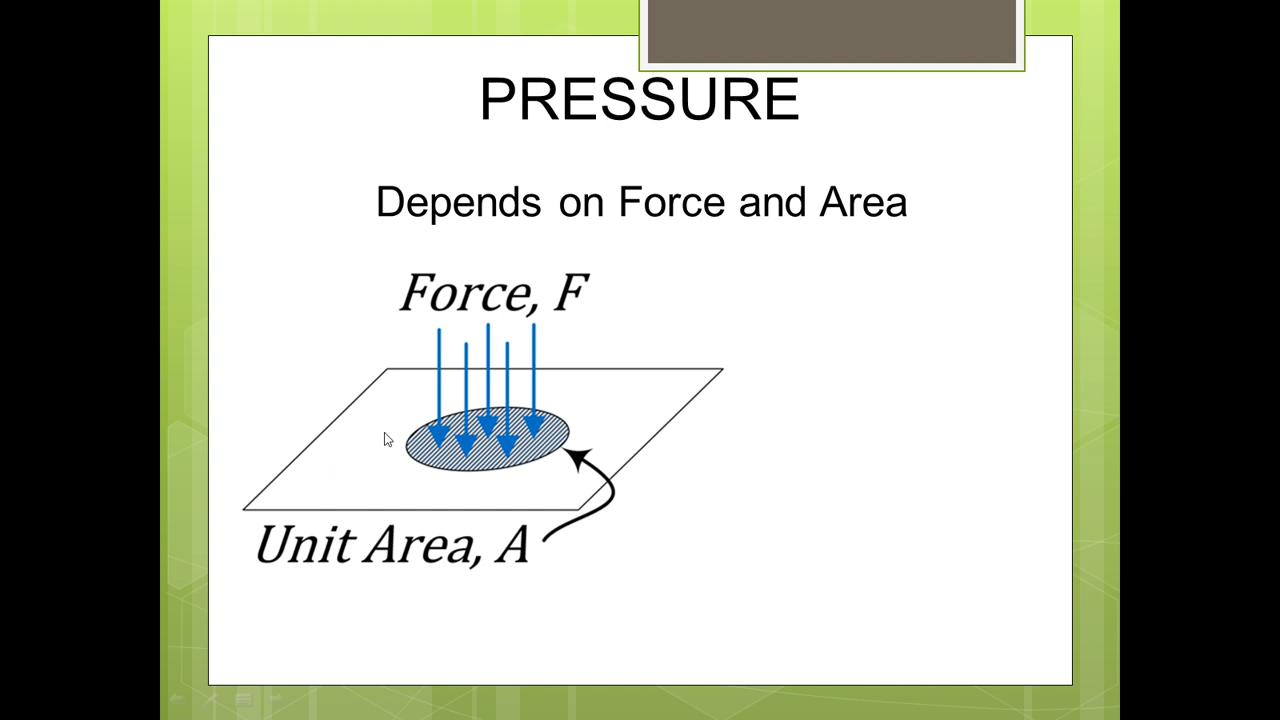 PRESSURE
Depends on Force and Area
Force, F
Unit Area, A